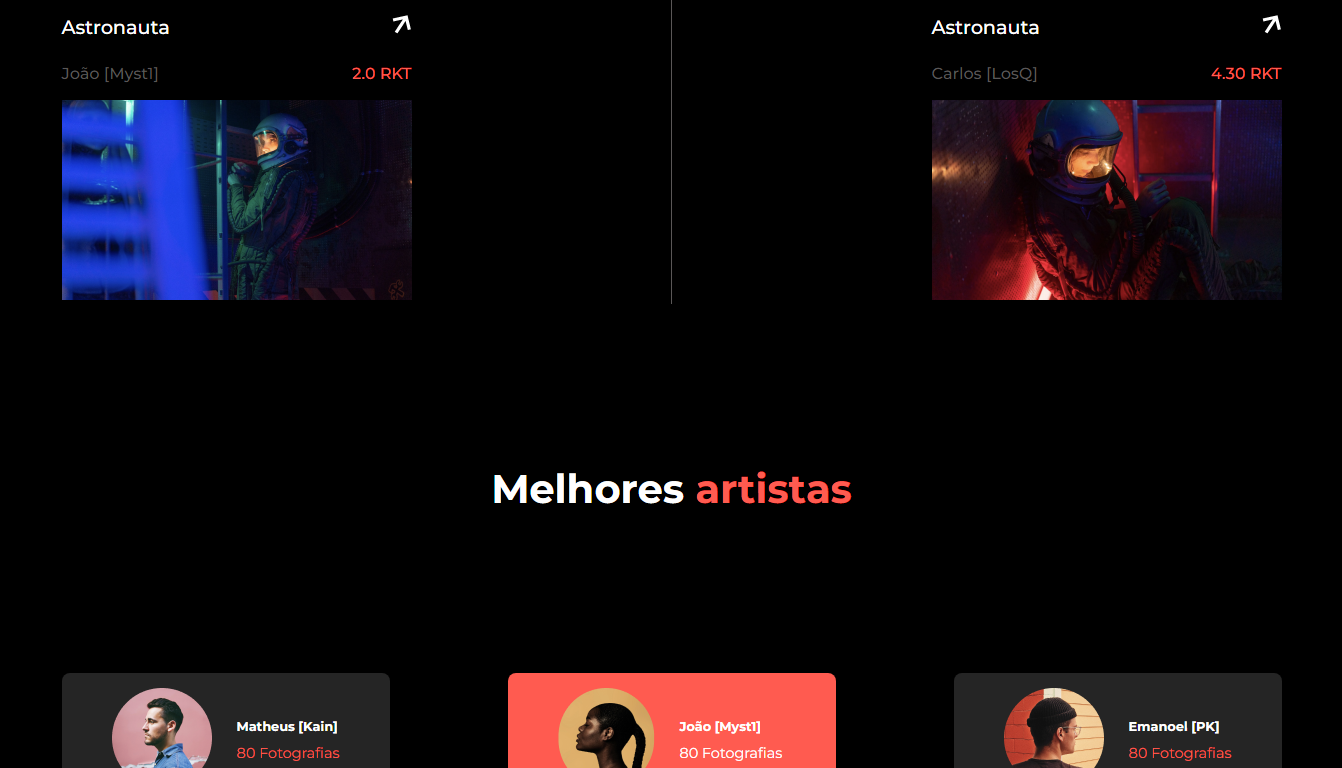 Astronauta
João [Myst1]
2.0 RKT
Astronauta
Carlos [LosQ]
4.30 RKT
Melhores artistas
Matheus [Kain]
80 Fotografias
João [Myst1]
80 Fotografias
Emanoel [PK]
80 Fotografias